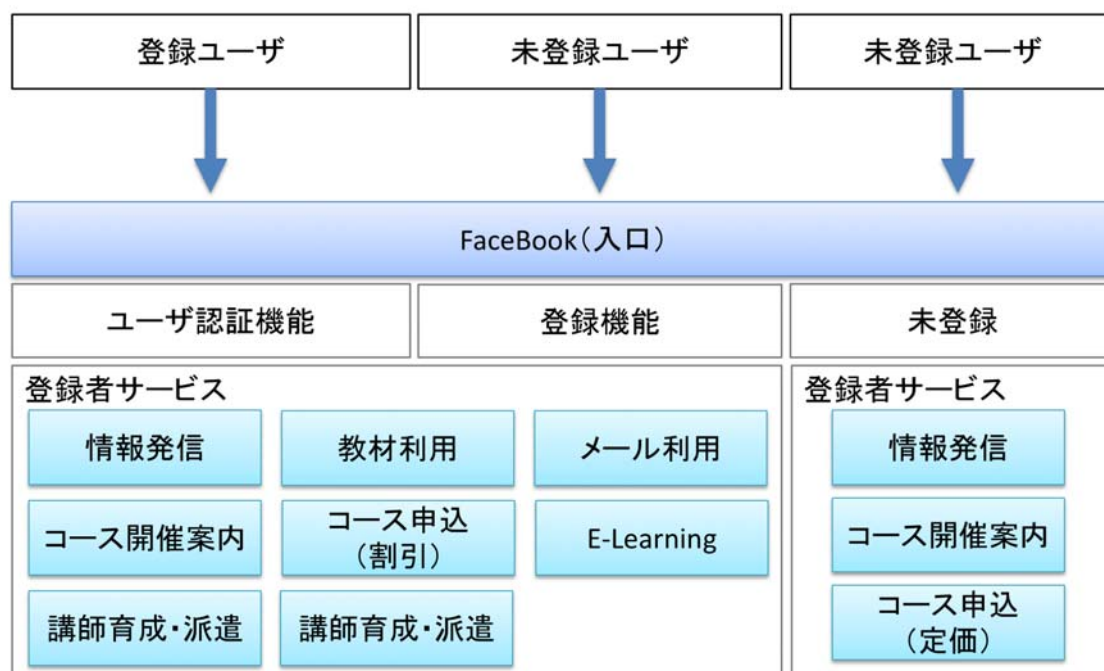 登録ユーザ
未登録ユーザ
未登録ユーザ
FaceBook(入口)
ユーザ認証機能
登録機能
未登録
登録者サービス
情報発信
教材利用
メール利用
コース開催案内
コース申込
(割引)
E-Learning
講師育成・派遣
講師育成・派遣
登録者サービス
情報発信
コース開催案内
コース申込
(定価)